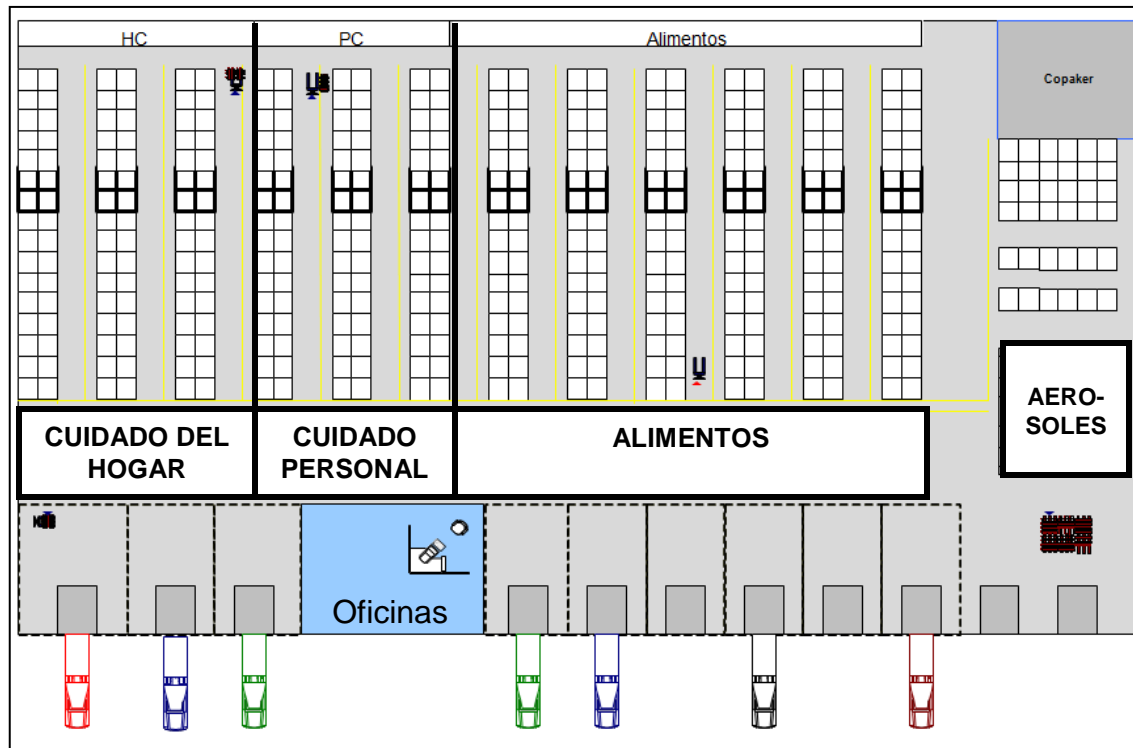 HC
PC
Alimentos
Copaker
CUIDADO DEL
HOGAR
CUIDADO
PERSONAL
ALIMENTOS
AERO-
SOLES
Oficinas